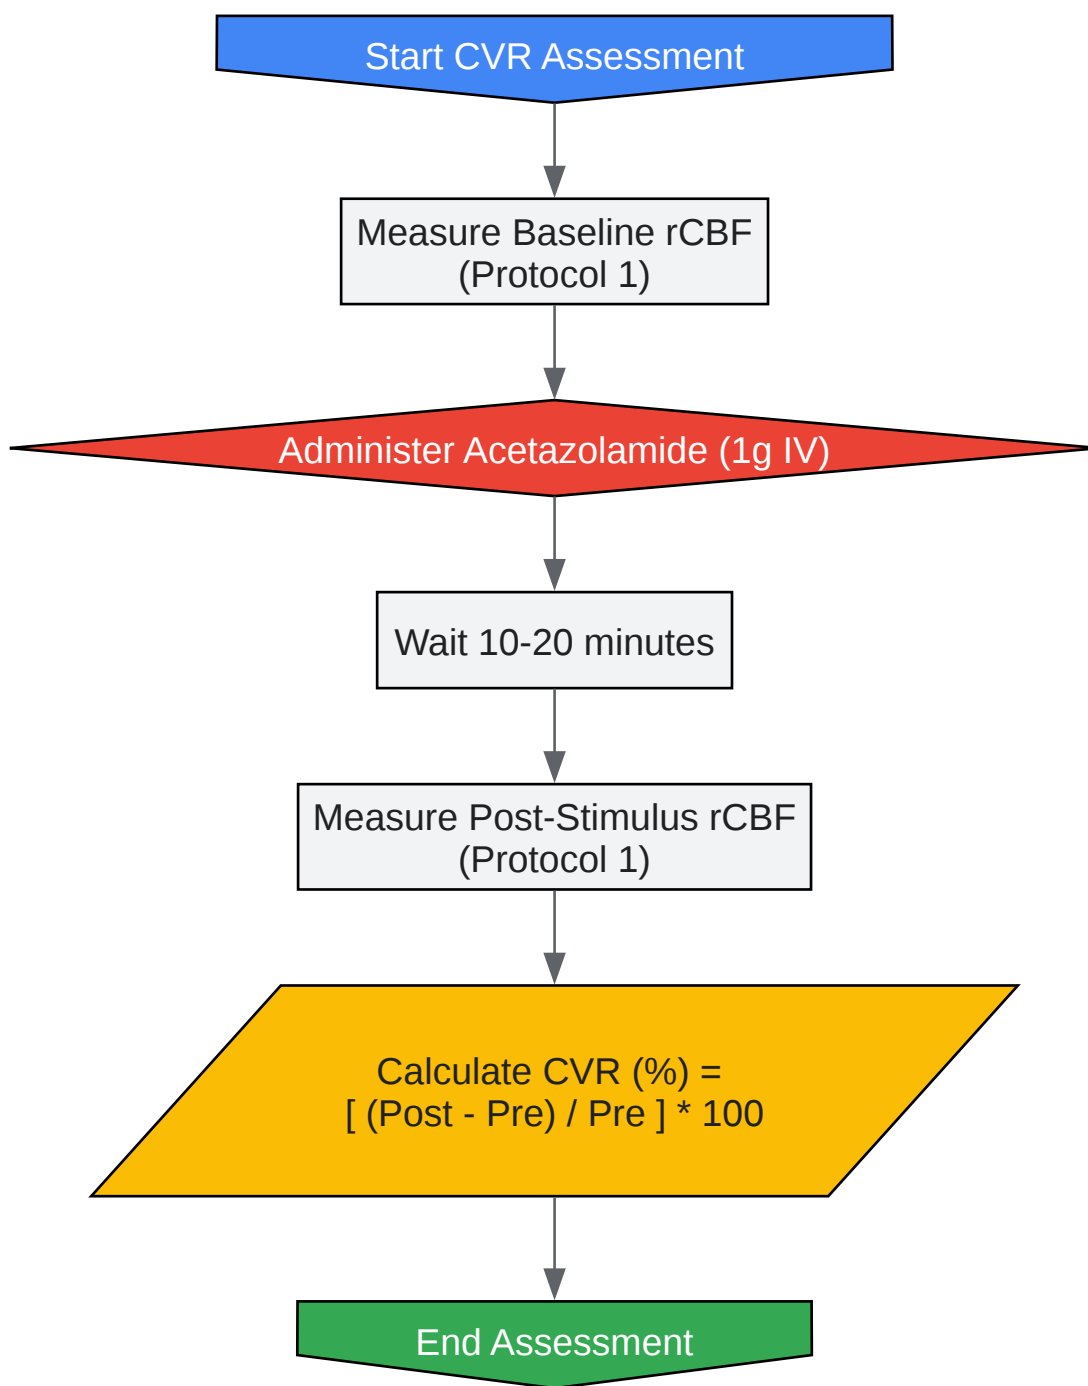 Start CVR Assessment
Measure Baseline rCBF
(Protocol 1)
Administer Acetazolamide (1g IV)
Wait 10-20 minutes
Measure Post-Stimulus rCBF
(Protocol 1)
Calculate CVR (%) =
[ (Post - Pre) / Pre ] * 100
End Assessment